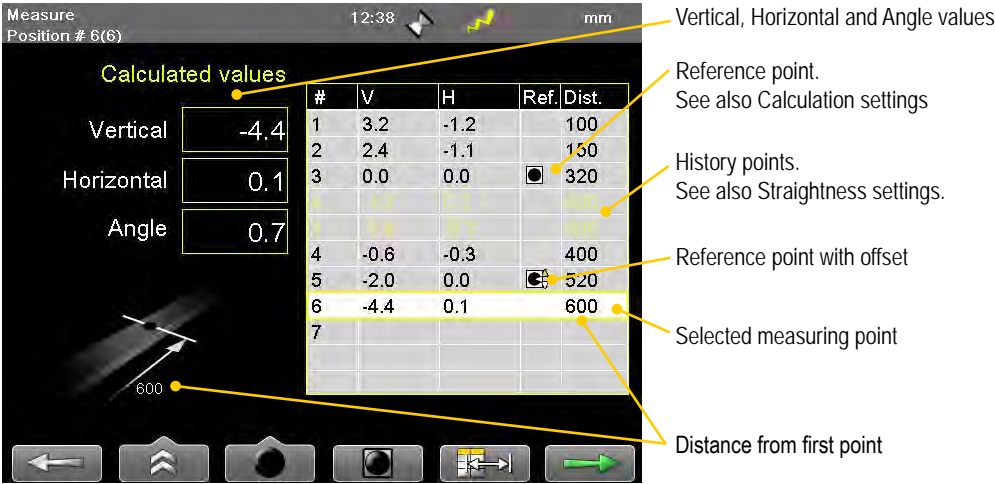 Measure
12:38
mm
Position # 6(6)
Calculated values
Vertical -4.4
Horizontal 0.1
Angle 0.7
# V H Ref. Dist.
1 3.2 -1.2 100
2 2.4 -1.1 150
3 0.0 0.0 320
4 -0.6 -0.3 400
5 -2.0 0.0 520
6 -4.4 0.1 600
7
600
Vertical, Horizontal and Angle values
Reference point.
See also Calculation settings
History points.
See also Straightness settings.
Reference point with offset
Selected measuring point
Distance from first point